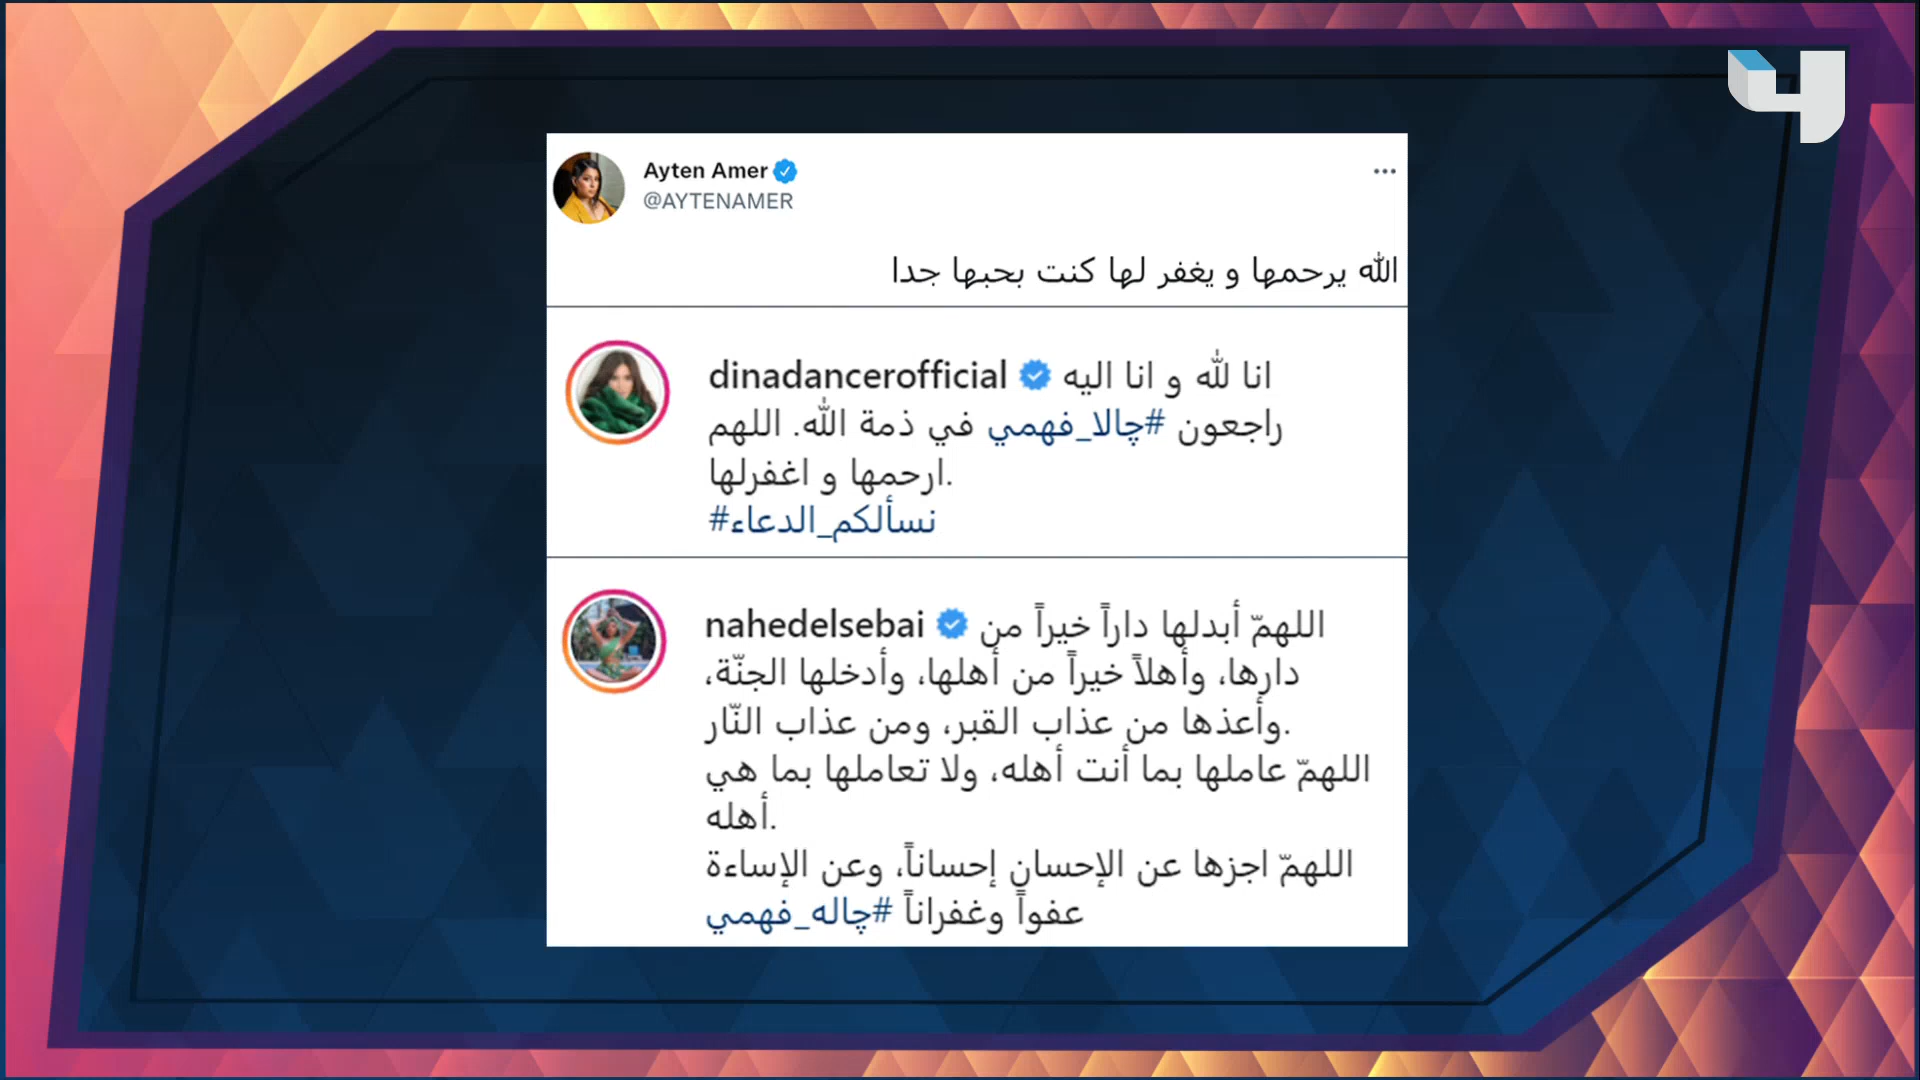 Ayten Amer
@AYTENAMER
الله يرحمها و يغفر لها كنت بحبها جدا
dinadancerofficial انا لله و انا اليه
راجعون #چالا_فهمي في ذمة الله. اللهم
ارحمها و اغفرلها.
#نسألكم_الدعاء
nahedelsebai اللهمّ أبدلها داراً خيراً من
دارها، وأهلاً خيراً من أهلها، وأدخلها الجنّة،
وأعذها من عذاب القبر، ومن عذاب النّار.
اللهمّ عاملها بما أنت أهله، ولا تعاملها بما هي
أهله.
اللهمّ اجزها عن الإحسان إحساناً، وعن الإساءة
عفواً وغفراناً #چاله_فهمي